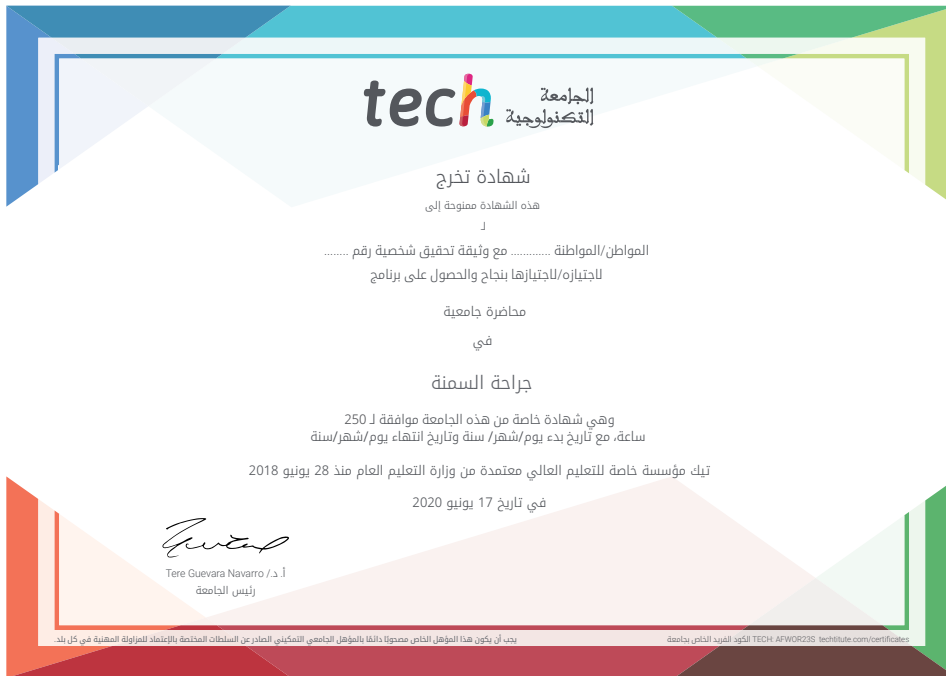 tech الجامعة
التكنولوجية
شهادة تخرج
هذه الشهادة ممنوحة إلى
لـ
المواطن/المواطنة ............ مع وثيقة تحقيق شخصية رقم ........
لاجتيازه/لاجتيازها بنجاح والحصول على برنامج
محاضرة جامعية
في
جراحة السمنة
وهي شهادة خاصة من هذه الجامعة موافقة لـ 250
ساعة، مع تاريخ بدء يوم/شهر/ سنة وتاريخ انتهاء يوم/شهر/سنة
تيك مؤسسة خاصة للتعليم العالي معتمدة من وزارة التعليم العام منذ 28 يونيو 2018
في تاريخ 17 يونيو 2020
أ. د./ Tere Guevara Navarro
رئيس الجامعة
يجب أن يكون هذا المؤهل الخاص مصحوبًا دائمًا بالمؤهل الجامعي التمكيني الصادر عن السلطات المختصة بالإعتماد للمزاولة المهنية في كل بلد.
الكود الفريد الخاص بجامعة TECH: AFWOR23S techtitute.com/certificates